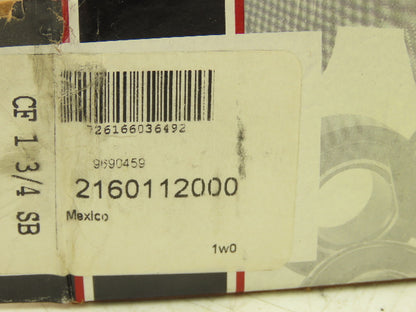 CF 1 3/4 SB
726166036492
9690459
2160112000
Mexico
1w0